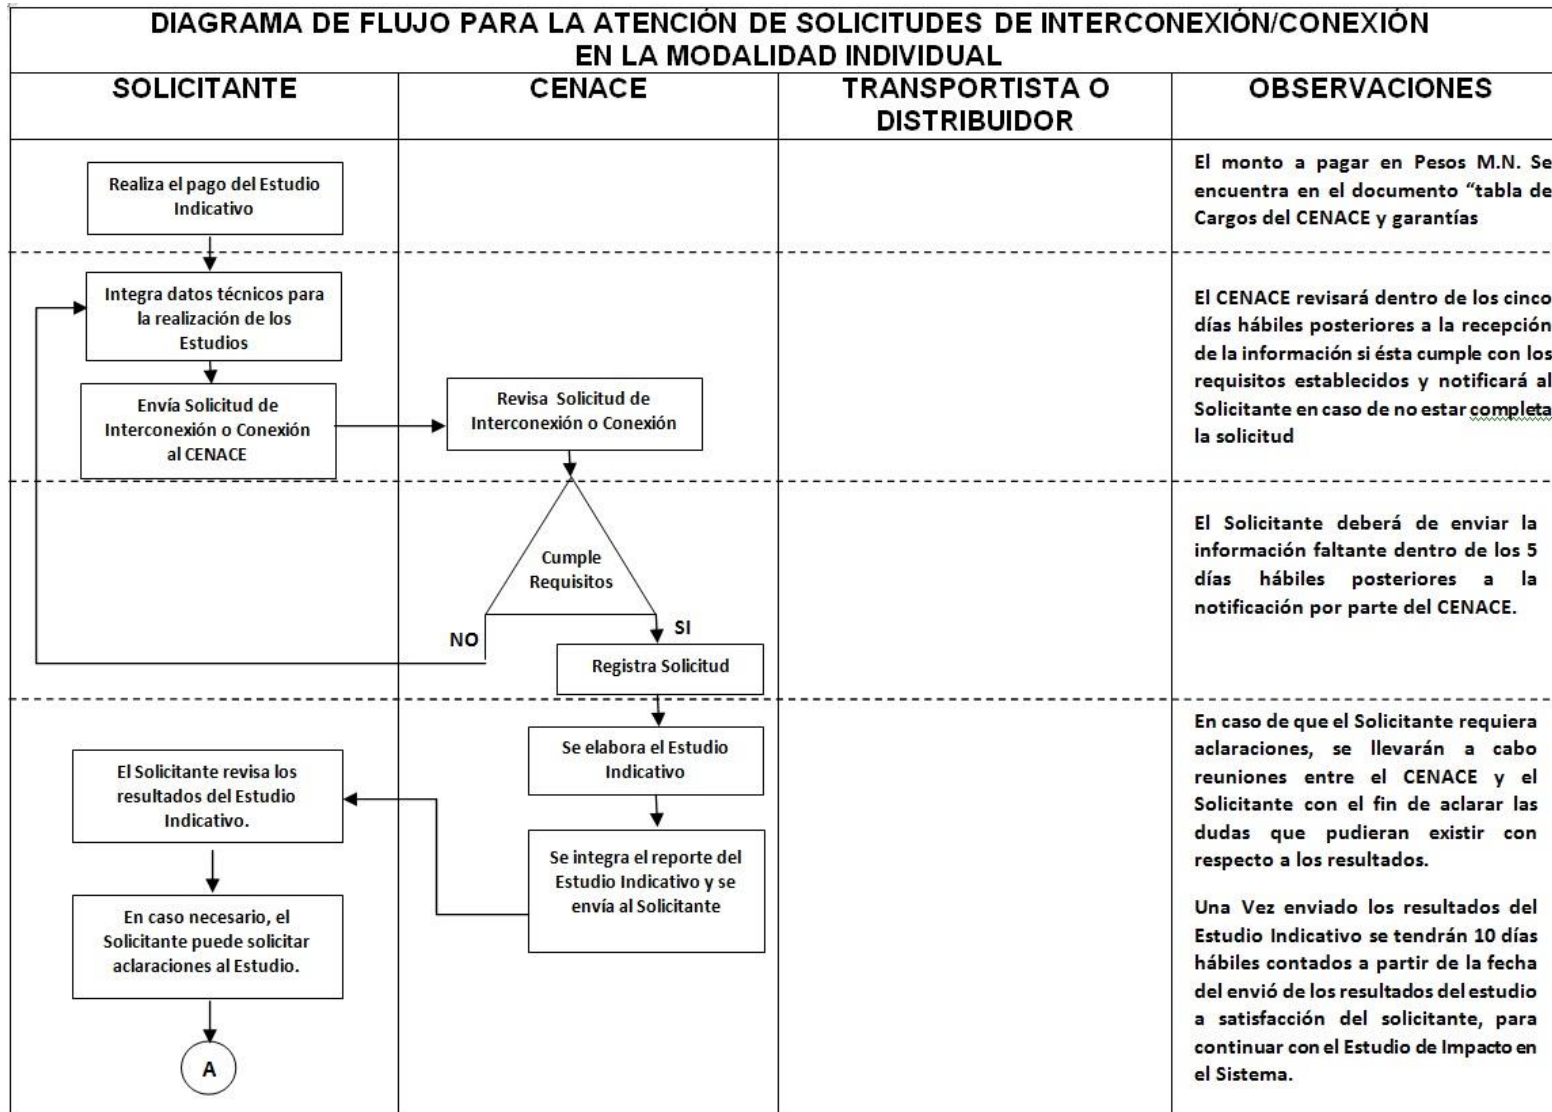 DIAGRAMA DE FLUJO PARA LA ATENCIÓN DE SOLICITUDES DE INTERCONEXIÓN/CONEXIÓN
EN LA MODALIDAD INDIVIDUAL
SOLICITANTE
CENACE
TRANSPORTISTA O
DISTRIBUIDOR
OBSERVACIONES
Realiza el pago del Estudio
Indicativo
El monto a pagar en Pesos M.N. Se
encuentra en el documento “tabla de
Cargos del CENACE y garantías
Integra datos técnicos para
la realización de los
Estudios
Envía Solicitud de
Interconexión o Conexión
al CENACE
Revisa Solicitud de
Interconexión o Conexión
El CENACE revisará dentro de los cinco
días hábiles posteriores a la recepción
de la información si ésta cumple con los
requisitos establecidos y notificará al
Solicitante en caso de no estar completa
la solicitud
Cumple
Requisitos
NO
SI
Registra Solicitud
El Solicitante deberá de enviar la
información faltante dentro de los 5
días hábiles posteriores a la
notificación por parte del CENACE.
Se elabora el Estudio
Indicativo
Se integra el reporte del
Estudio Indicativo y se
envía al Solicitante
El Solicitante revisa los
resultados del Estudio
Indicativo.
En caso necesario, el
Solicitante puede solicitar
aclaraciones al Estudio.
A
En caso de que el Solicitante requiera
aclaraciones, se llevarán a cabo
reuniones entre el CENACE y el
Solicitante con el fin de aclarar las
dudas que pudieran existir con
respecto a los resultados.
Una Vez enviado los resultados del
Estudio Indicativo se tendrán 10 días
hábiles contados a partir de la fecha
del envió de los resultados del estudio
a satisfacción del solicitante, para
continuar con el Estudio de Impacto en
el Sistema.